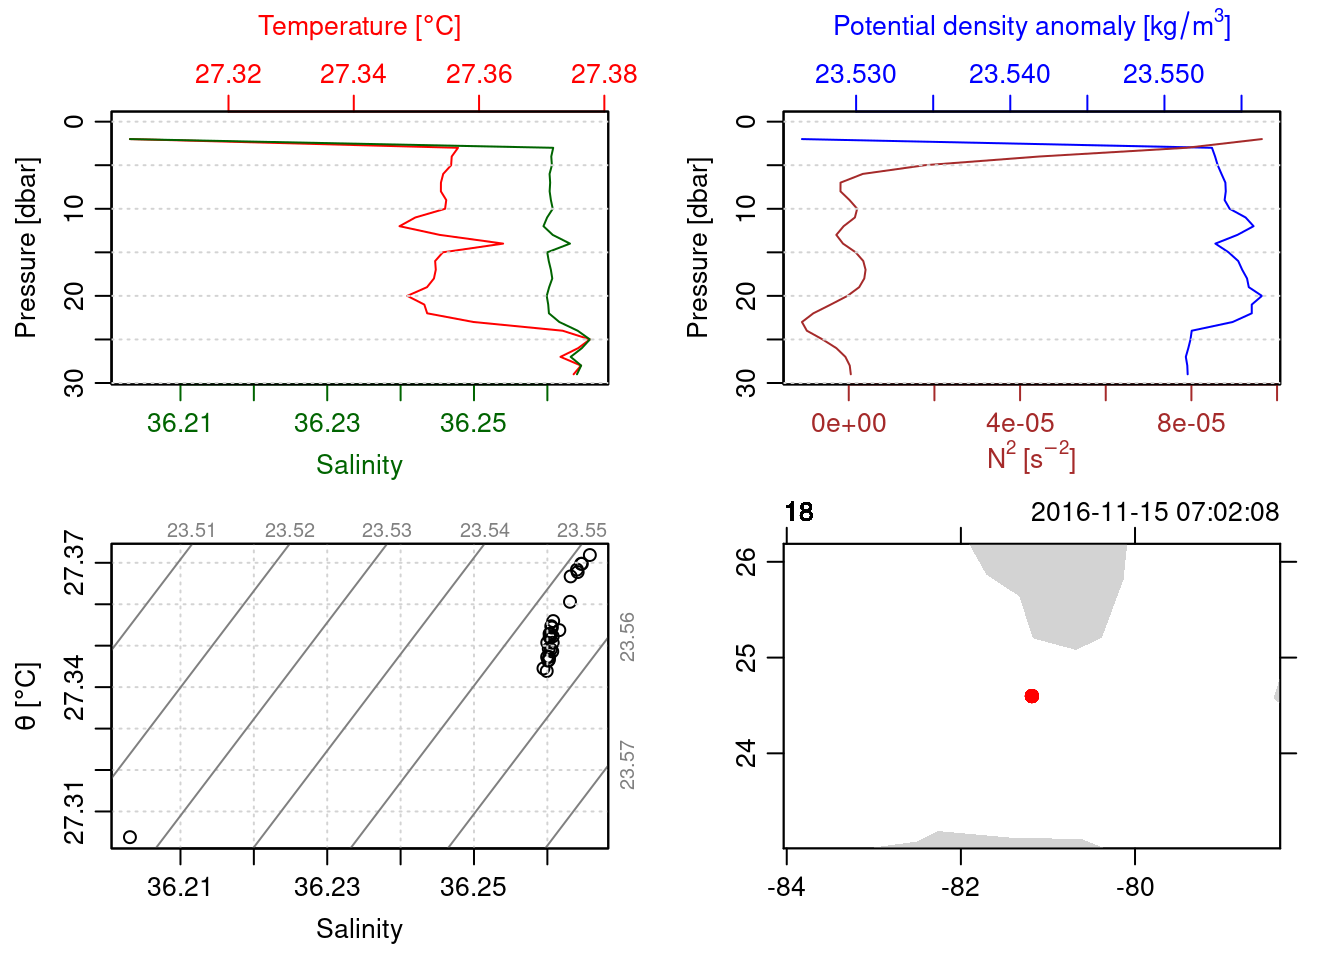 Temperature [°C]
27.32 27.34 27.36 27.38
Pressure [dbar]
0
10
20
30
36.21 36.23 36.25
Salinity
Potential density anomaly [kg/m³]
23.530 23.540 23.550
Pressure [dbar]
0
10
20
30
0e+00 4e-05 8e-05
N² [s⁻²]
23.51 23.52 23.53 23.54 23.55
23.56
23.57
θ [°C]
27.37
27.34
27.31
36.21 36.23 36.25
Salinity
18 2016-11-15 07:02:08
26
25
24
-84 -82 -80